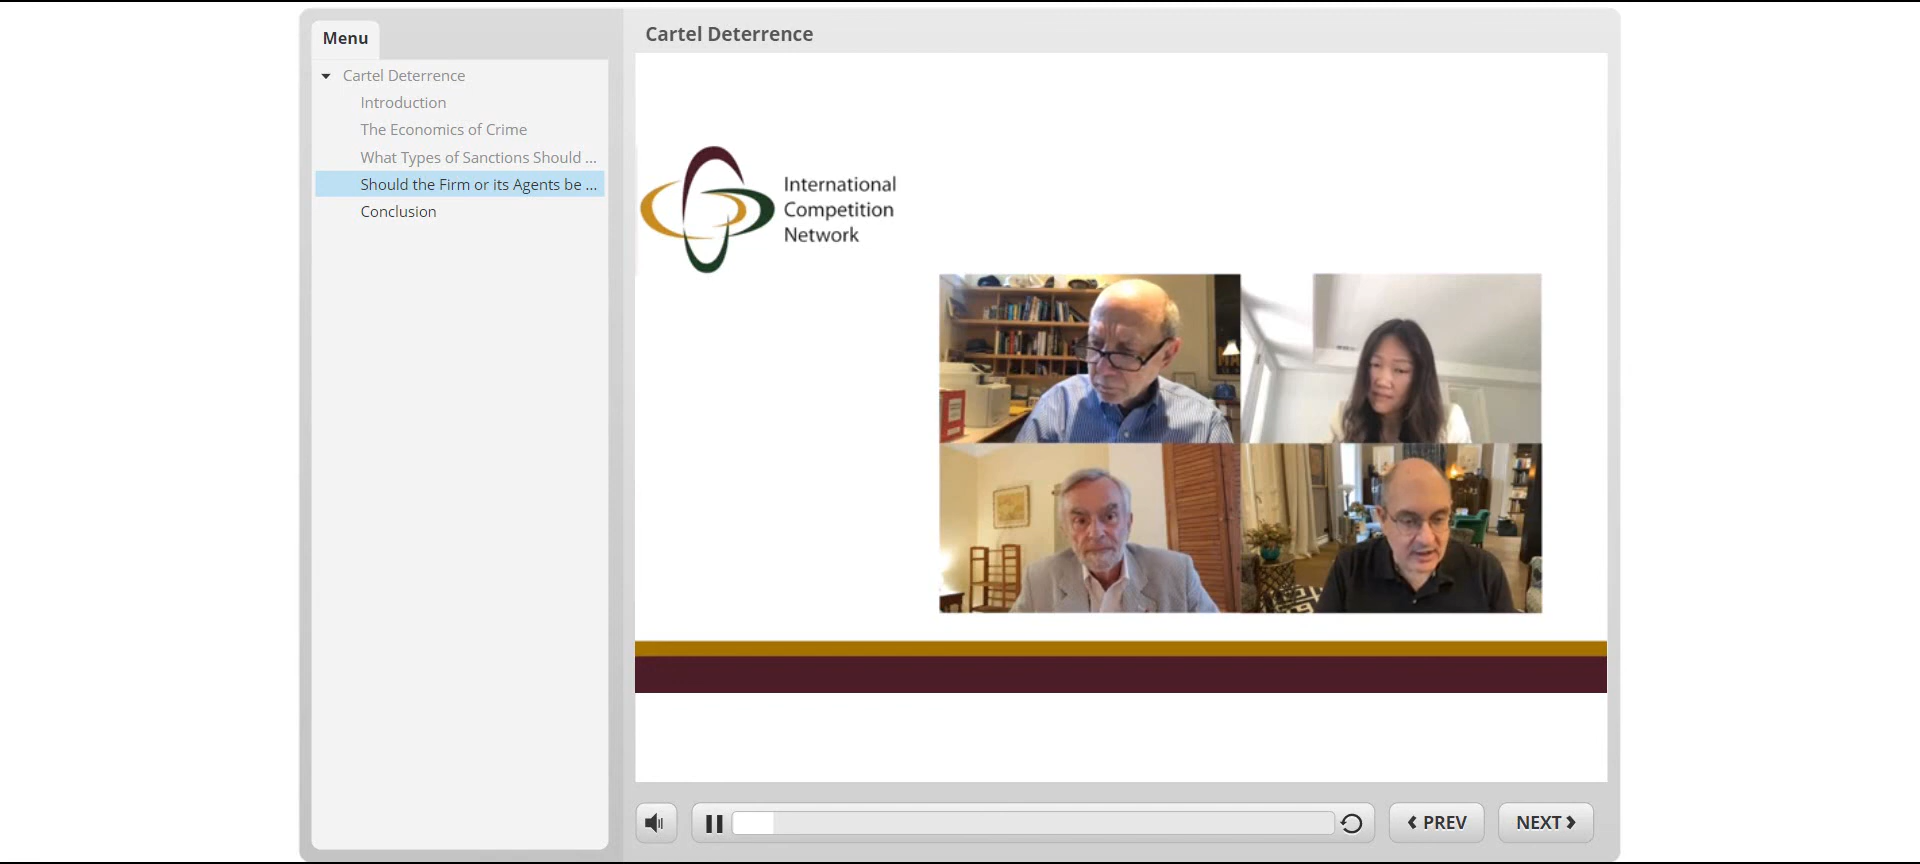 Menu
Cartel Deterrence
Introduction
The Economics of Crime
What Types of Sanctions Should ...
Should the Firm or its Agents be ...
Conclusion
Cartel Deterrence
International
Competition
Network
PREV
NEXT